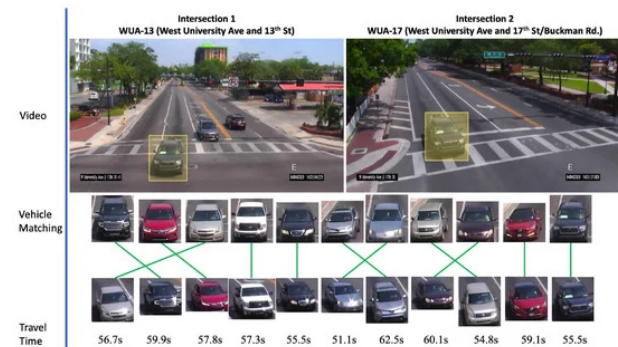 Intersection 1
WUA-13 (West University Ave and 13th St)
Intersection 2
WUA-17 (West University Ave and 17th St/Buckman Rd.)
Video
E
E
Vehicle
Matching
Travel
Time
56.7s
59.9s
57.8s
57.3s
55.5s
51.1s
62.5s
60.1s
54.8s
59.1s
55.5s